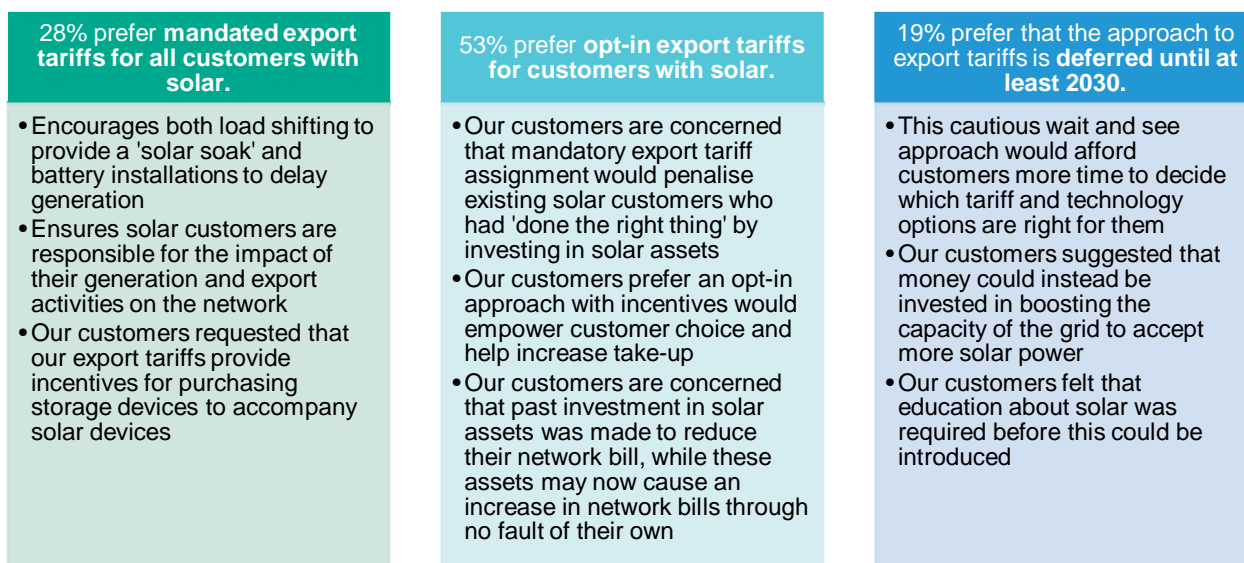 28% prefer mandated export
tariffs for all customers with
solar.
• Encourages both load shifting to
provide a 'solar soak' and
battery installations to delay
generation
• Ensures solar customers are
responsible for the impact of
their generation and export
activities on the network
• Our customers requested that
our export tariffs provide
incentives for purchasing
storage devices to accompany
solar devices
53% prefer opt-in export tariffs
for customers with solar.
• Our customers are concerned
that mandatory export tariff
assignment would penalise
existing solar customers who
had 'done the right thing' by
investing in solar assets
• Our customers prefer an opt-in
approach with incentives would
empower customer choice and
help increase take-up
• Our customers are concerned
that past investment in solar
assets was made to reduce
their network bill, while these
assets may now cause an
increase in network bills through
no fault of their own
19% prefer that the approach to
export tariffs is deferred until at
least 2030.
• This cautious wait and see
approach would afford
customers more time to decide
which tariff and technology
options are right for them
• Our customers suggested that
money could instead be
invested in boosting the
capacity of the grid to accept
more solar power
• Our customers felt that
education about solar was
required before this could be
introduced